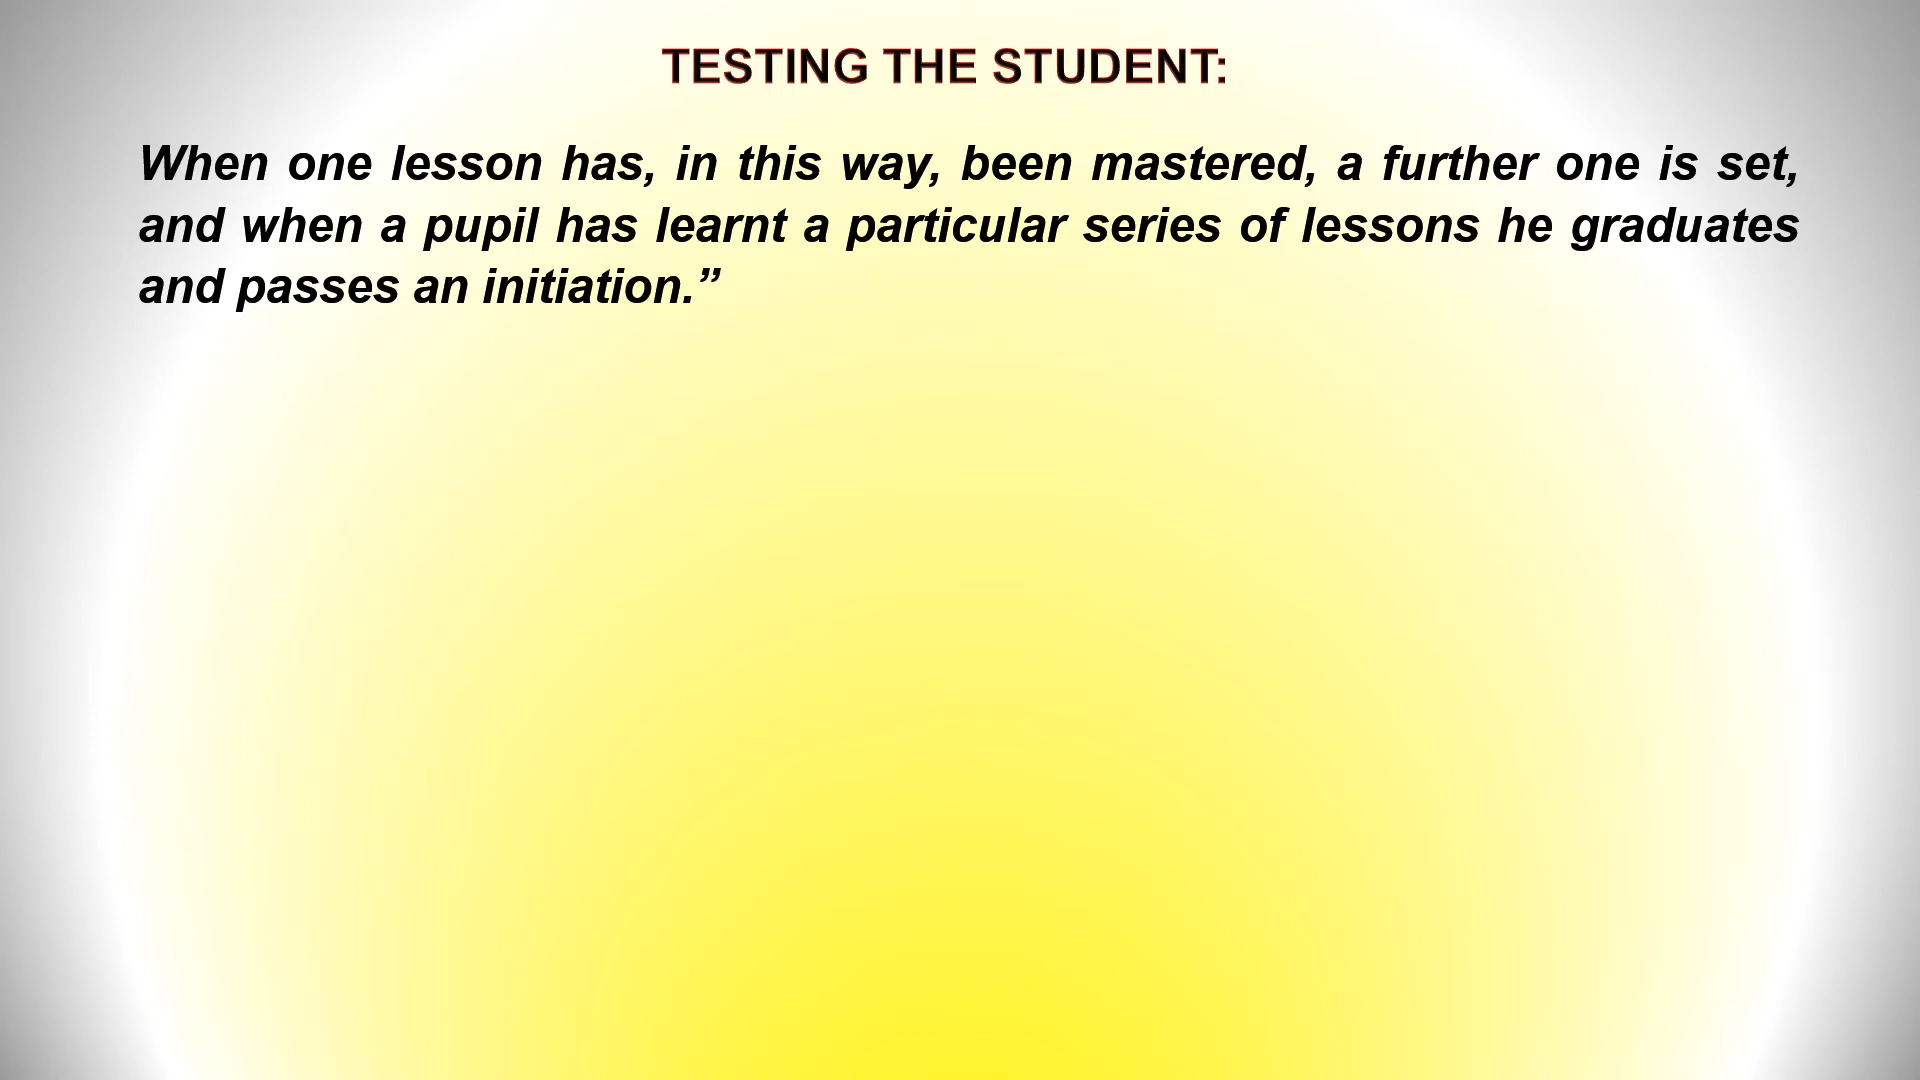 TESTING THE STUDENT:
When one lesson has, in this way, been mastered, a further one is set,
and when a pupil has learnt a particular series of lessons he graduates
and passes an initiation.”